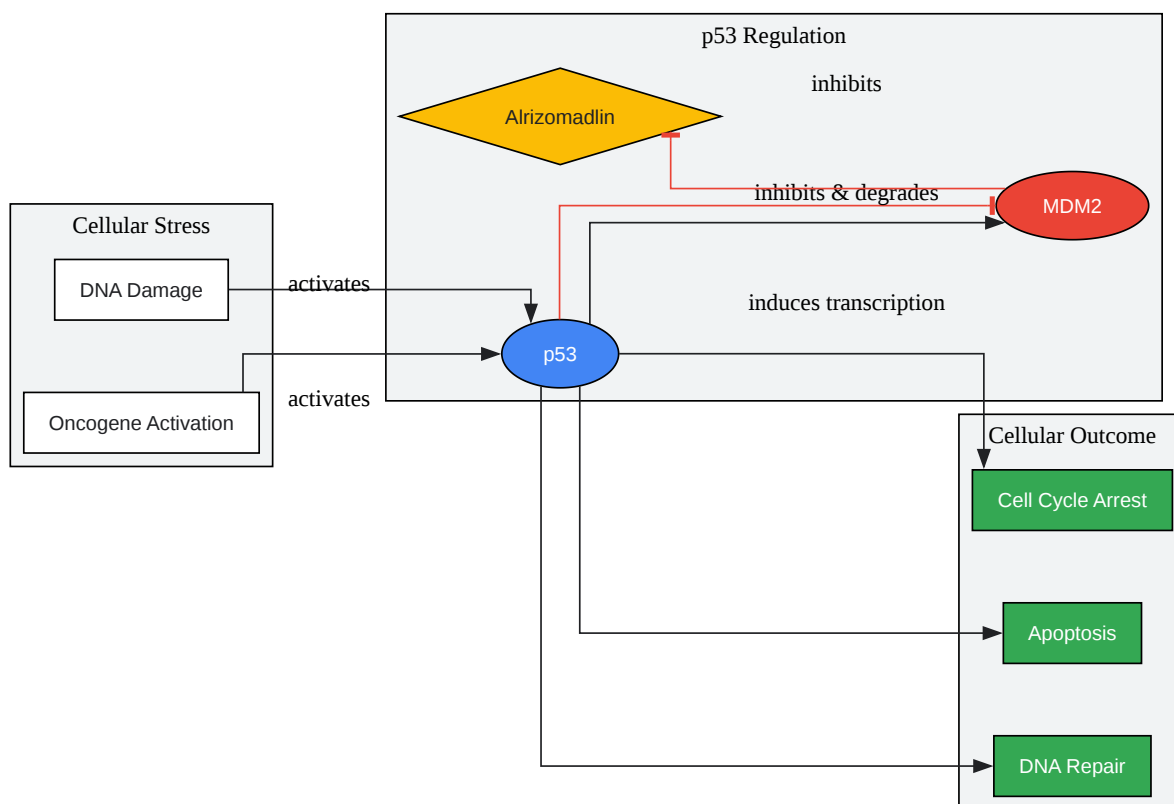 p53 Regulation
inhibits
Alrizomadlin
inhibits & degrades
MDM2
Cellular Stress
DNA Damage
activates
induces transcription
p53
activates
Oncogene Activation
Cellular Outcome
Cell Cycle Arrest
Apoptosis
DNA Repair